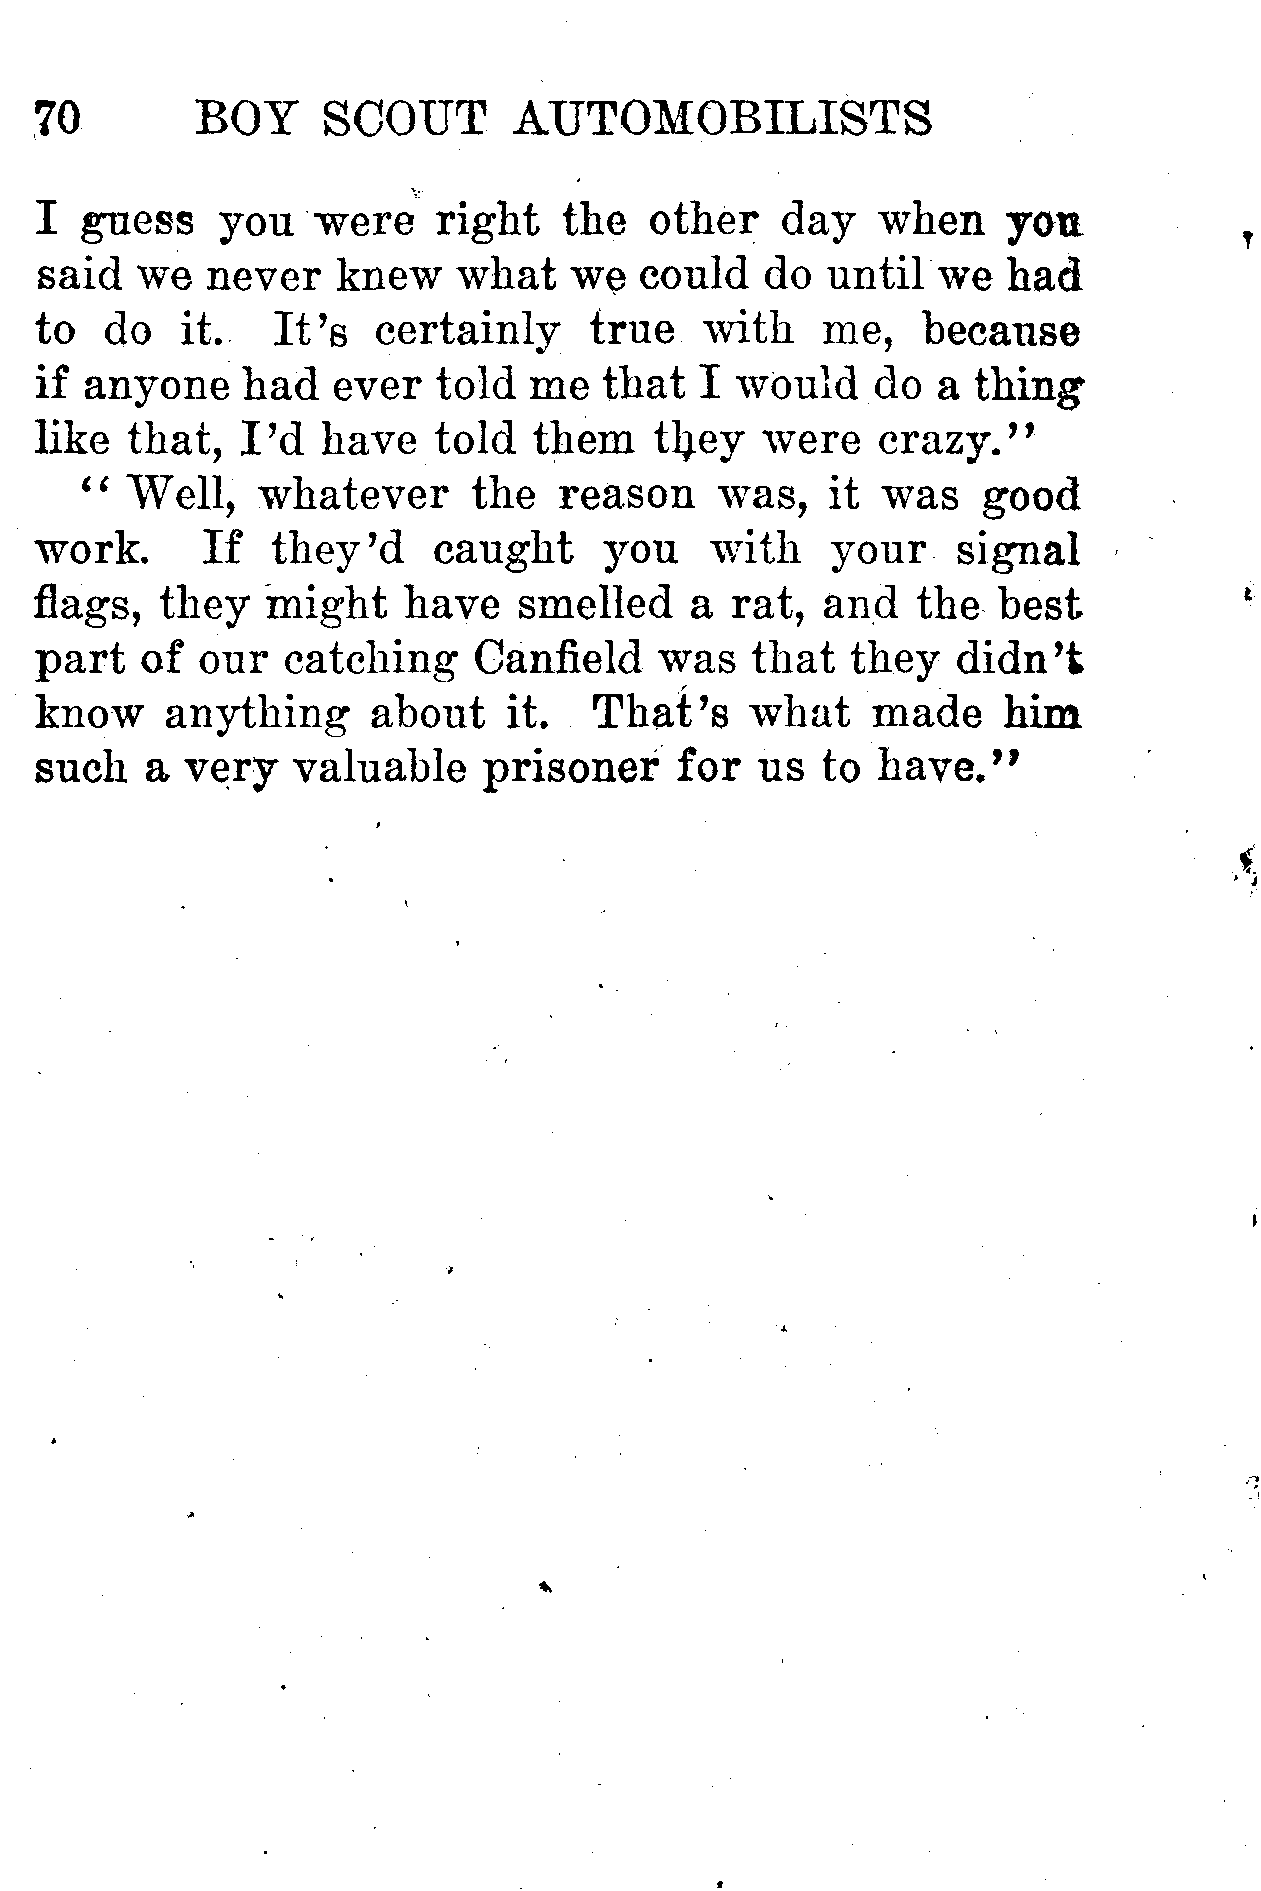 70 BOY SCOUT AUTOMOBILISTS
I guess you were right the other day when you
said we never knew what we could do until we had
to do it. It's certainly true with me, because
if anyone had ever told me that I would do a thing
like that, I'd have told them they were crazy."
"Well, whatever the reason was, it was good
work. If they'd caught you with your signal
flags, they might have smelled a rat, and the best
part of our catching Canfield was that they didn't
know anything about it. That's what made him
such a very valuable prisoner for us to have."